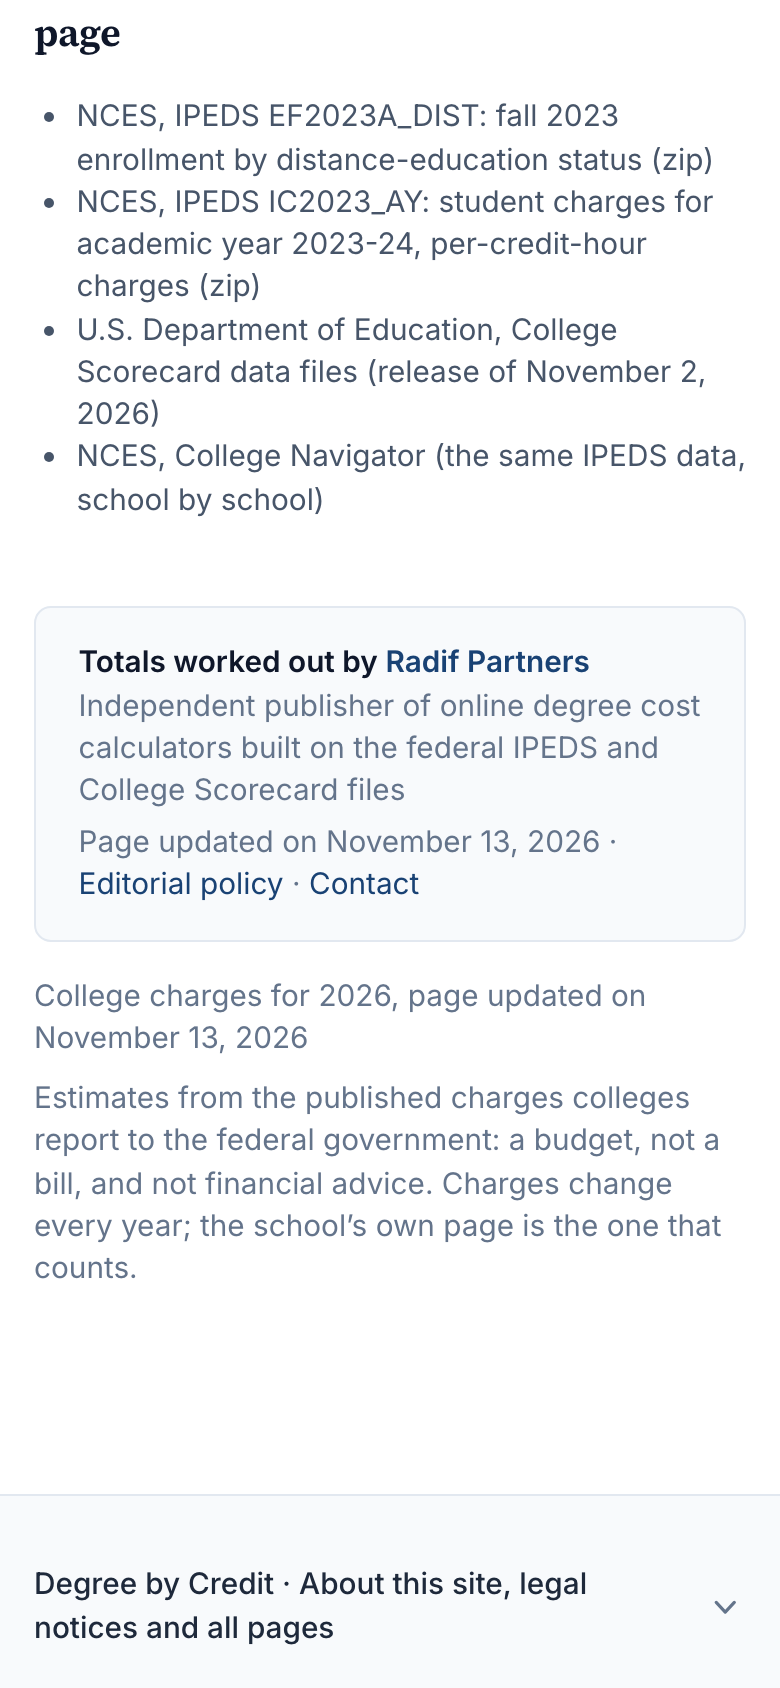 page
• NCES, IPEDS EF2023A_DIST: fall 2023
enrollment by distance-education status (zip)
• NCES, IPEDS IC2023_AY: student charges for
academic year 2023-24, per-credit-hour
charges (zip)
• U.S. Department of Education, College
Scorecard data files (release of November 2,
2026)
• NCES, College Navigator (the same IPEDS data,
school by school)
Totals worked out by Radif Partners
Independent publisher of online degree cost
calculators built on the federal IPEDS and
College Scorecard files
Page updated on November 13, 2026 ·
Editorial policy · Contact
College charges for 2026, page updated on
November 13, 2026
Estimates from the published charges colleges
report to the federal government: a budget, not a
bill, and not financial advice. Charges change
every year; the school’s own page is the one that
counts.
Degree by Credit · About this site, legal
notices and all pages